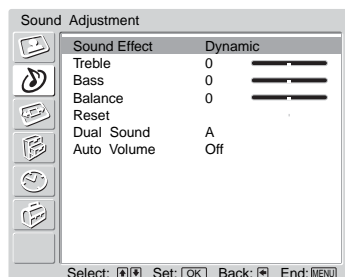 Sound Adjustment
Sound Effect Dynamic
Treble 0
Bass 0
Balance 0
Reset
Dual Sound A
Auto Volume Off
Select: Set: OK Back: End: MENU